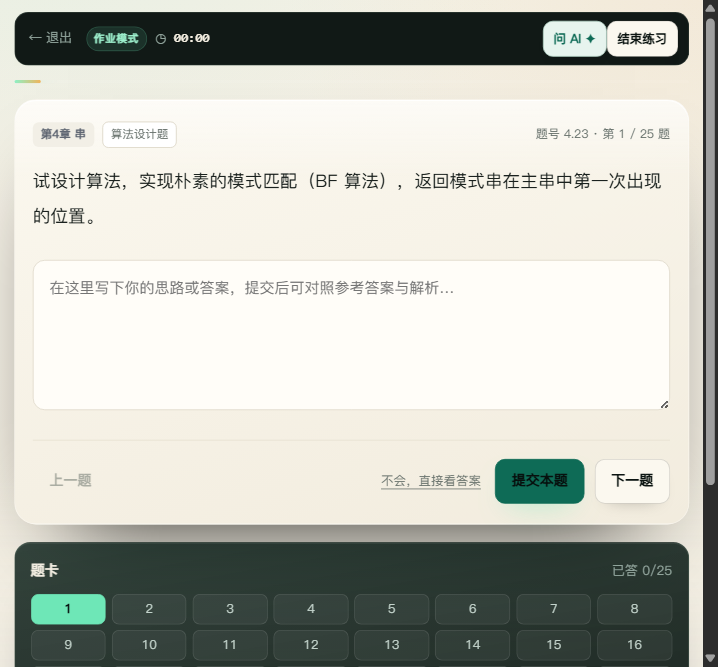 ← 退出 作业模式 00:00 问 AI ✦ 结束练习
第4章 串 算法设计题 题号 4.23 · 第 1 / 25 题
试设计算法，实现朴素的模式匹配（BF 算法），返回模式串在主串中第一次出现
的位置。
在这里写下你的思路或答案，提交后可对照参考答案与解析…
上一题 不会，直接看答案 提交本题 下一题
题卡 已答 0/25
1 2 3 4 5 6 7 8
9 10 11 12 13 14 15 16